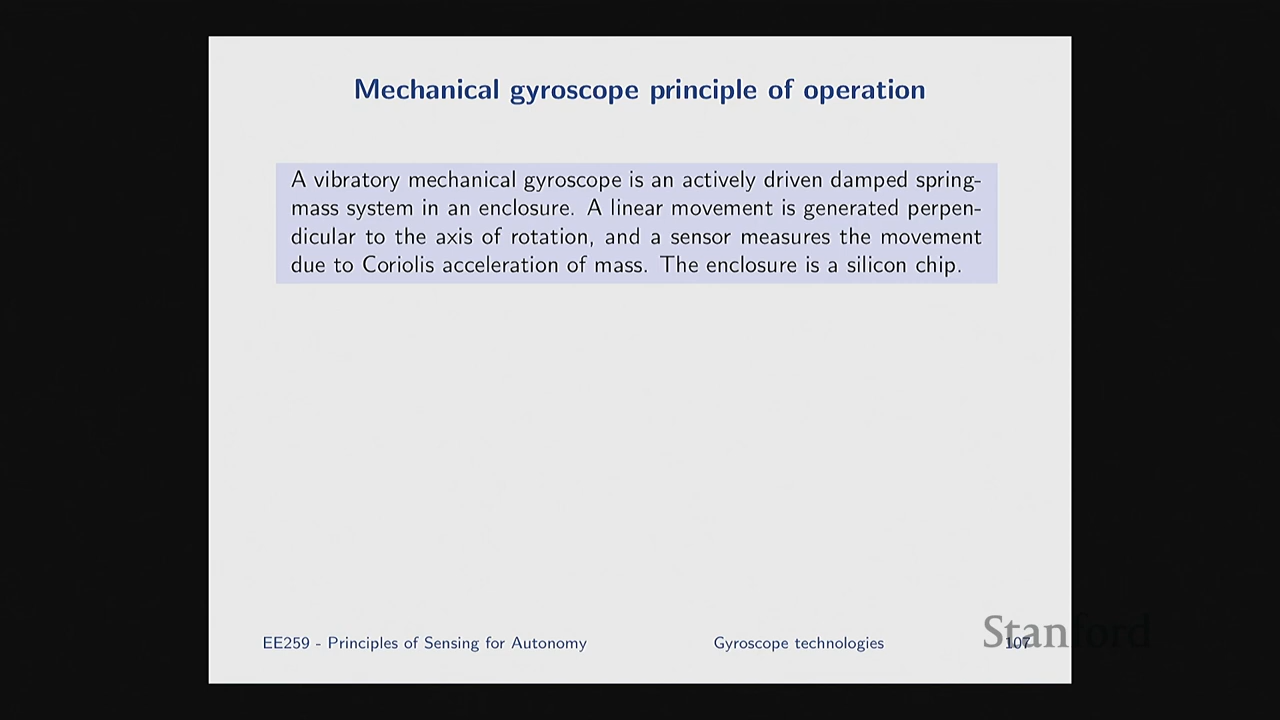 Mechanical gyroscope principle of operation
A vibratory mechanical gyroscope is an actively driven damped spring-
mass system in an enclosure. A linear movement is generated perpen-
dicular to the axis of rotation, and a sensor measures the movement
due to Coriolis acceleration of mass. The enclosure is a silicon chip.
EE259 - Principles of Sensing for Autonomy
Gyroscope technologies
107
Stanford